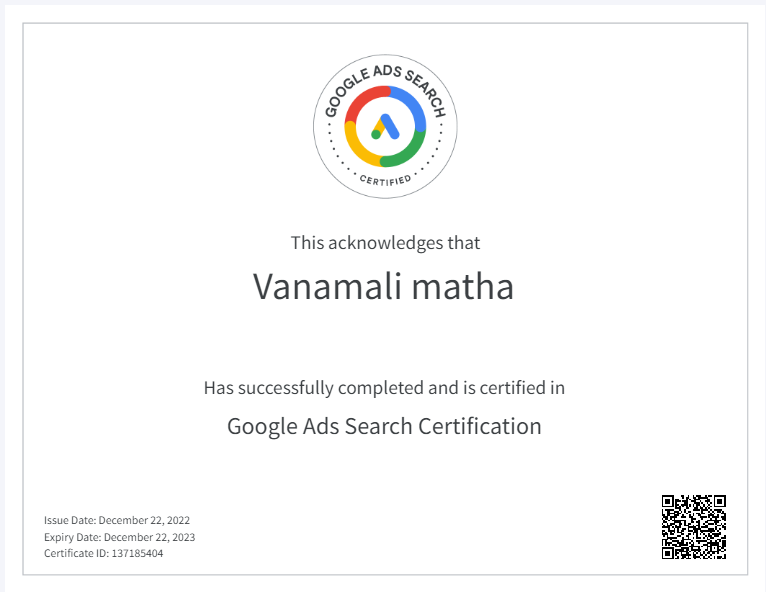 GOOGLE ADS SEARCH
CERTIFIED
This acknowledges that
Vanamali matha
Has successfully completed and is certified in
Google Ads Search Certification
Issue Date: December 22, 2022
Expiry Date: December 22, 2023
Certificate ID: 137185404